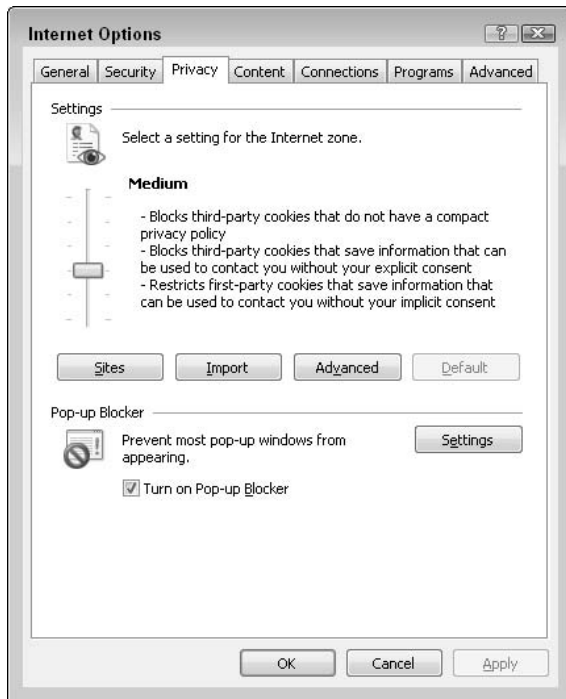 Internet Options
General Security Privacy Content Connections Programs Advanced
Settings
Select a setting for the Internet zone.
Medium
- Blocks third-party cookies that do not have a compact
privacy policy
- Blocks third-party cookies that save information that can
be used to contact you without your explicit consent
- Restricts first-party cookies that save information that
can be used to contact you without your implicit consent
Sites Import Advanced Default
Pop-up Blocker
Prevent most pop-up windows from
appearing.
Settings
Turn on Pop-up Blocker
OK Cancel Apply